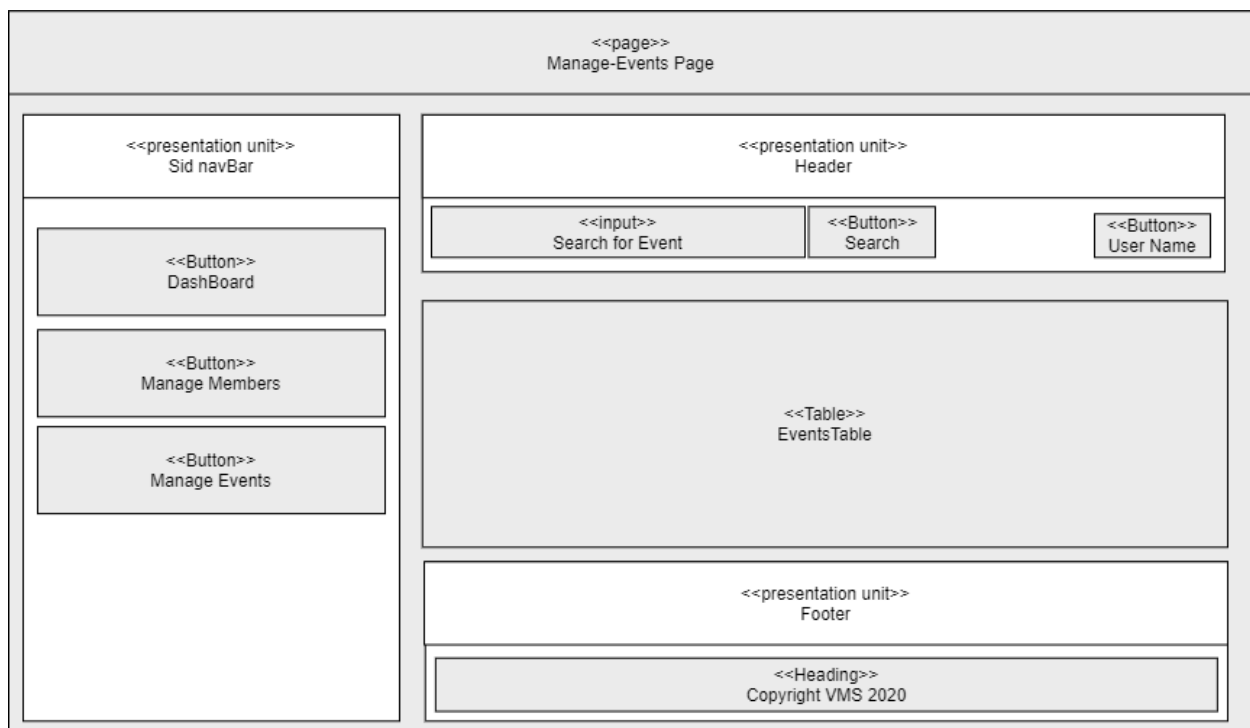 <<page>>
Manage-Events Page
<<presentation unit>>
Sid navBar
<<Button>>
DashBoard
<<Button>>
Manage Members
<<Button>>
Manage Events
<<presentation unit>>
Header
<<input>>
Search for Event
<<Button>>
Search
<<Button>>
User Name
<<Table>>
EventsTable
<<presentation unit>>
Footer
<<Heading>>
Copyright VMS 2020